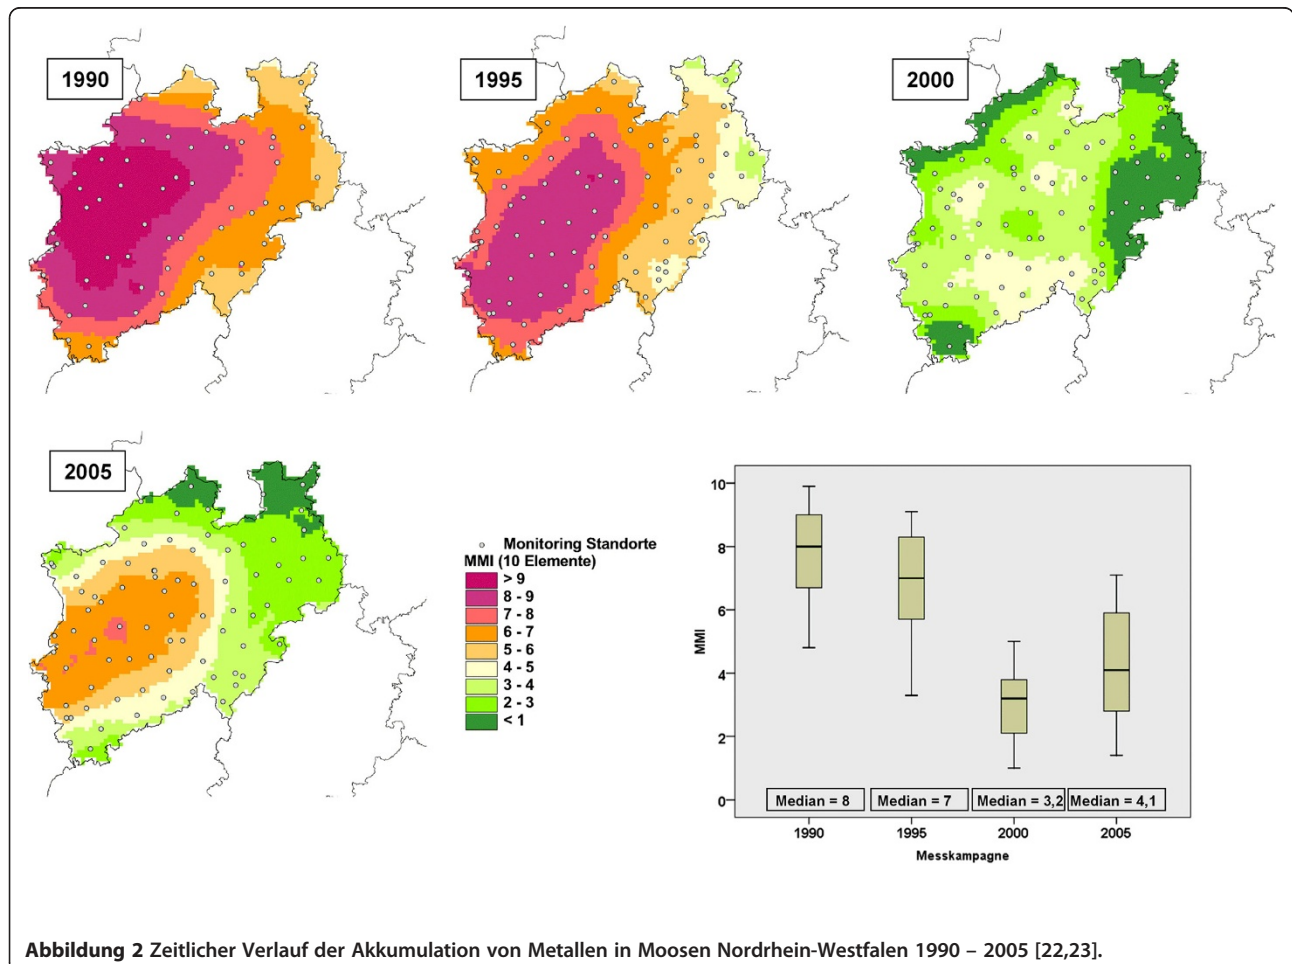 1990
1995
2000
2005
Monitoring Standorte
MMI (10 Elemente)
> 9
8 - 9
7 - 8
6 - 7
5 - 6
4 - 5
3 - 4
2 - 3
< 1
10
8
6
4
2
0
MMI
Median = 8
Median = 7
Median = 3,2
Median = 4,1
1990
1995
2000
2005
Messkampagne
Abbildung 2 Zeitlicher Verlauf der Akkumulation von Metallen in Moosen Nordrhein-Westfalen 1990 – 2005 [22,23].